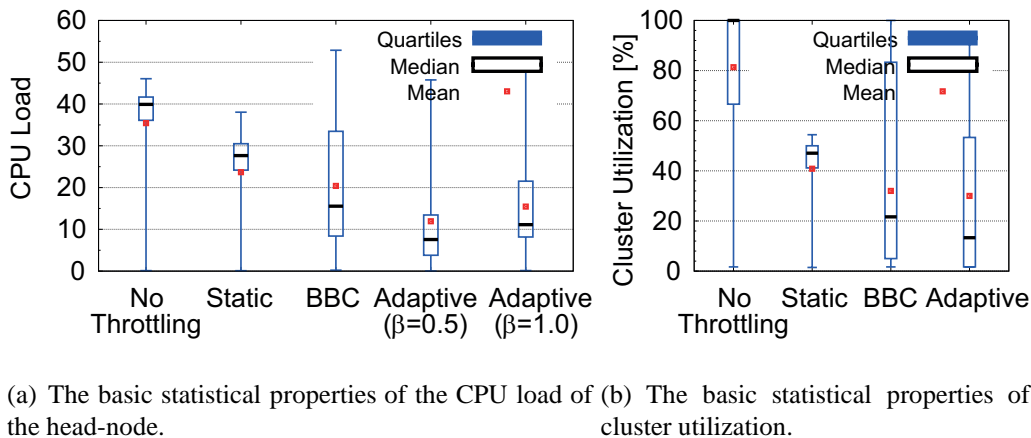 60
50
40
30
20
10
0
CPU Load
Quartiles
Median
Mean
No Throttling
Static
BBC
Adaptive (β=0.5)
Adaptive (β=1.0)
100
80
60
40
20
0
Cluster Utilization [%]
Quartiles
Median
Mean
No Throttling
Static
BBC
Adaptive
(a) The basic statistical properties of the CPU load of
the head-node.
(b) The basic statistical properties of
cluster utilization.